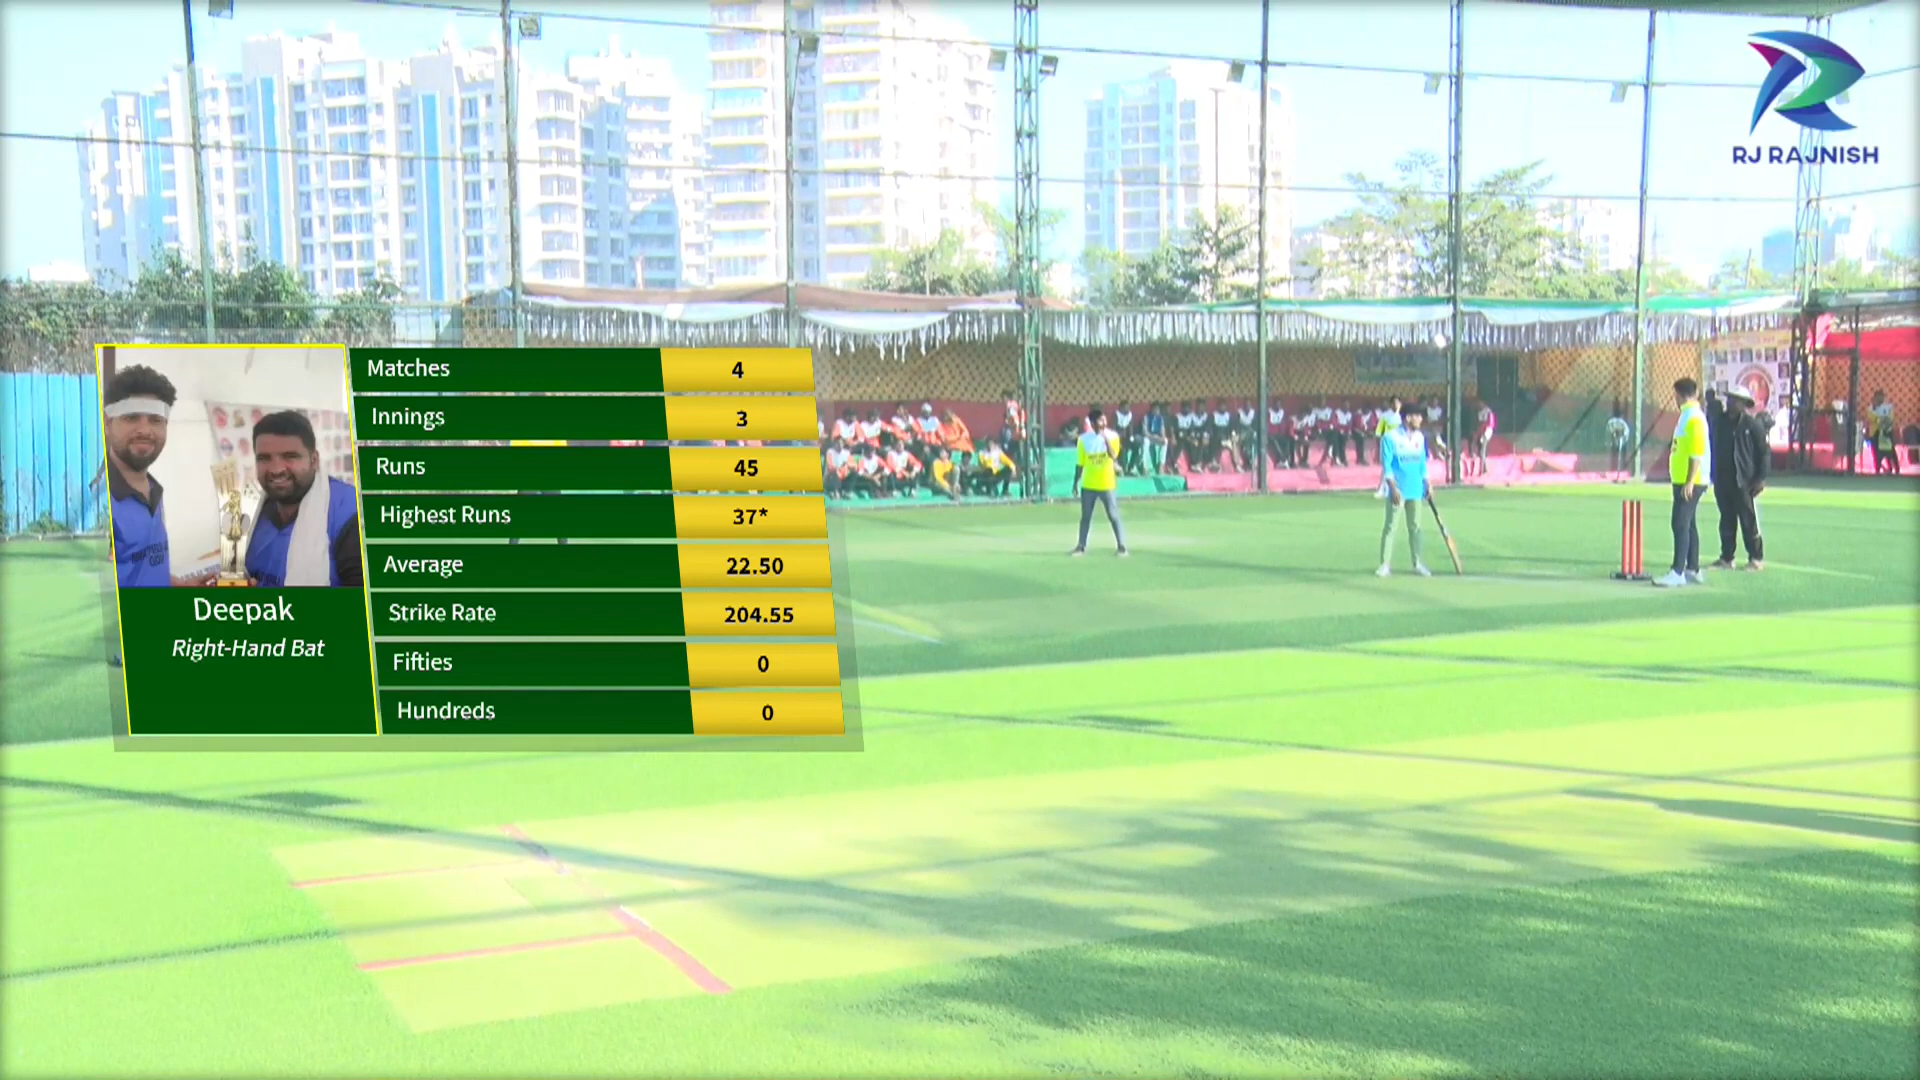 RJ RAJNISH
Matches 4
Innings 3
Runs 45
Highest Runs 37*
Average 22.50
Strike Rate 204.55
Fifties 0
Hundreds 0
Deepak
Right-Hand Bat